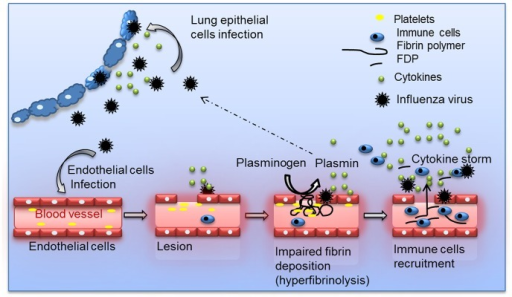 Lung epithelial
cells infection
Platelets
Immune cells
Fibrin polymer
FDP
Cytokines
Influenza virus
Endothelial cells
Infection
Plasminogen
Plasmin
Cytokine storm
Blood vessel
Endothelial cells
Lesion
Impaired fibrin
deposition
(hyperfibrinolysis)
Immune cells
recruitment